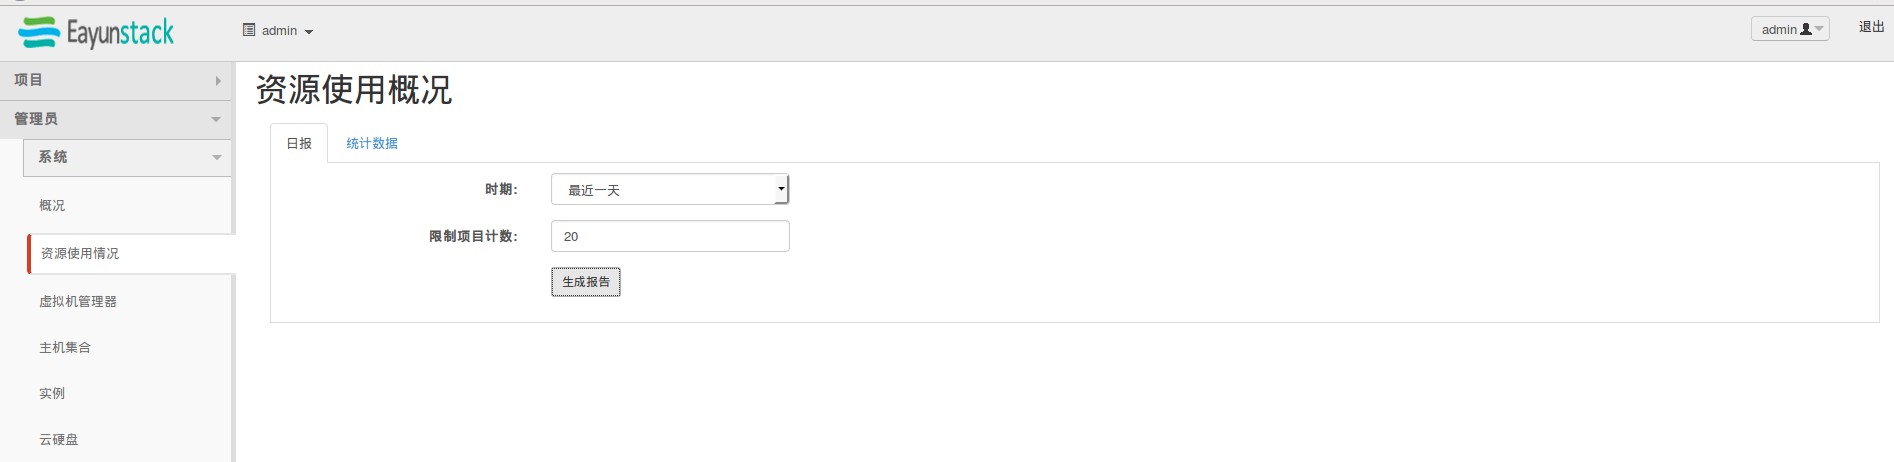 Eayunstack
admin
admin
退出
项目
管理员
系统
概况
资源使用情况
虚拟机管理器
主机集合
实例
云硬盘
资源使用概况
日报 统计数据
时期: 最近一天
限制项目计数: 20
生成报告